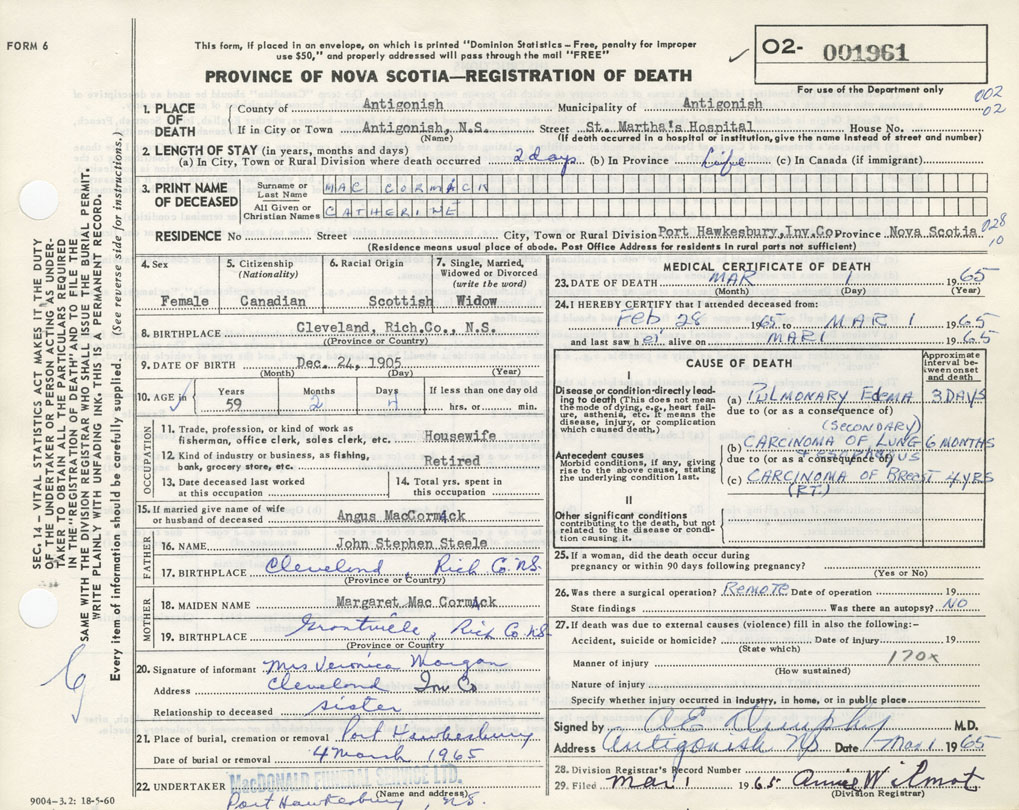 FORM 6
This form, if placed in an envelope, on which is printed "Dominion Statistics – Free, penalty for improper
use $50," and properly addressed will pass through the mail "FREE"
PROVINCE OF NOVA SCOTIA—REGISTRATION OF DEATH
02- 001961
For use of the Department only
002
02
1. PLACE OF DEATH County of Antigonish Municipality of Antigonish
If in City or Town Antigonish, N.S. Street St. Martha's Hospital House No.
(Name) (If in death in hospital or institution, give the name instead of street and number)
2. LENGTH OF STAY (in years, months and days)
(a) In City, Town or Rural Division where death occurred 2 days (b) In Province Life (c) In Canada (if immigrant)
3. PRINT NAME OF DECEASED
Surname or Last Name MAC CORMACK
All Given or Christian Names CATHERINE
RESIDENCE No Street City, Town or Rural Division Port Hawkesbury, Inv.Co Province Nova Scotia
028
10
(Residence means usual place of abode. Post Office Address for residents in rural parts not sufficient)
4. Sex Female
5. Citizenship (Nationality) Canadian
6. Racial Origin Scottish
7. Single, Married, Widowed or Divorced (write the word) Widow
8. BIRTHPLACE Cleveland, Rich.Co., N.S.
(Province or Country)
9. DATE OF BIRTH Dec. 24, 1905
(Month) (Day) (Year)
10. AGE in Years 59 Months 2 Days If less than one day old hrs. or min.
OCCUPATION
11. Trade, profession, or kind of work as fisherman, office clerk, sales clerk, etc. Housewife
12. Kind of industry or business, as fishing, bank, grocery store, etc. Retired
13. Date deceased last worked at this occupation
14. Total yrs. spent in this occupation
15. If married give name of wife or husband of deceased Angus MacCormack
FATHER
16. NAME John Stephen Steele
17. BIRTHPLACE Cleveland, Rich Co NS.
(Province or Country)
MOTHER
18. MAIDEN NAME Margaret Mac Cormack
19. BIRTHPLACE Rich Co NS
(Province or Country
20. Signature of informant Mrs Veronica Morgan
Address Cleveland Inv Co
Relationship to deceased sister
21. Place of burial, cremation or removal Port Hawkesbury
Date of burial or removal 4 March 1965
22. UNDERTAKER MacDONALD FUNERAL SERVICE LTD.
(Name and address)
Port Hawkesbury, NS.
9004-3.2: 18-5-60
MEDICAL CERTIFICATE OF DEATH
23. DATE OF DEATH MAR 1 1965
(Month) (Day) (Year)
24. I HEREBY CERTIFY that I attended deceased from:
Feb 28 1965 to MAR 1 1965
and last saw her alive on MAR 1 1965
CAUSE OF DEATH
Approximate interval between onset and death
I
Disease or condition directly leading to death (This does not mean the mode of dying, e.g., heart failure, asthenia, etc. It means the disease, injury, or complication which caused death.)
(a) PULMONARY EDEMA 3 DAYS
due to (or as a consequence of)
(SECONDARY)
Antecedent causes
Morbid conditions, if any, giving rise to the above cause, stating the underlying condition last.
(b) CARCINOMA OF LUNG 6 MONTHS
+ ESOPHAGUS
due to (or as a consequence of)
(c) CARCINOMA OF BREAST 4 YRS
(RT.)
II
Other significant conditions
contributing to the death, but not related to the disease or condition causing it.
25. If a woman, did the death occur during
pregnancy or within 90 days following pregnancy?
(Yes or No)
26. Was there a surgical operation? REMOTE Date of operation 19
State findings Was there an autopsy? NO
27. If death was due to external causes (violence) fill in also the following:–
Accident, suicide or homicide? Date of injury 19
(State which)
170x
Manner of injury
(How sustained)
Nature of injury
Specify whether injury occurred in industry, in home, or in public place
Signed by M.D.
Address Antigonish NS. Date Mar 1 1965
28. Division Registrar's Record Number
29. Filed Mar 1 1965 Annie Wilmot
(Division Registrar)
SEC. 14 – VITAL STATISTICS ACT MAKES IT THE DUTY
OF THE UNDERTAKER OR PERSON ACTING AS UNDER-
TAKER TO OBTAIN ALL THE PARTICULARS REQUIRED
IN THE "REGISTRATION OF DEATH" AND TO FILE THE
SAME WITH THE DIVISION REGISTRAR WHO SHALL ISSUE THE BURIAL PERMIT.
WRITE PLAINLY WITH UNFADING INK. THIS IS A PERMANENT RECORD.
Every item of information should be carefully supplied. (See reverse side for instructions.)